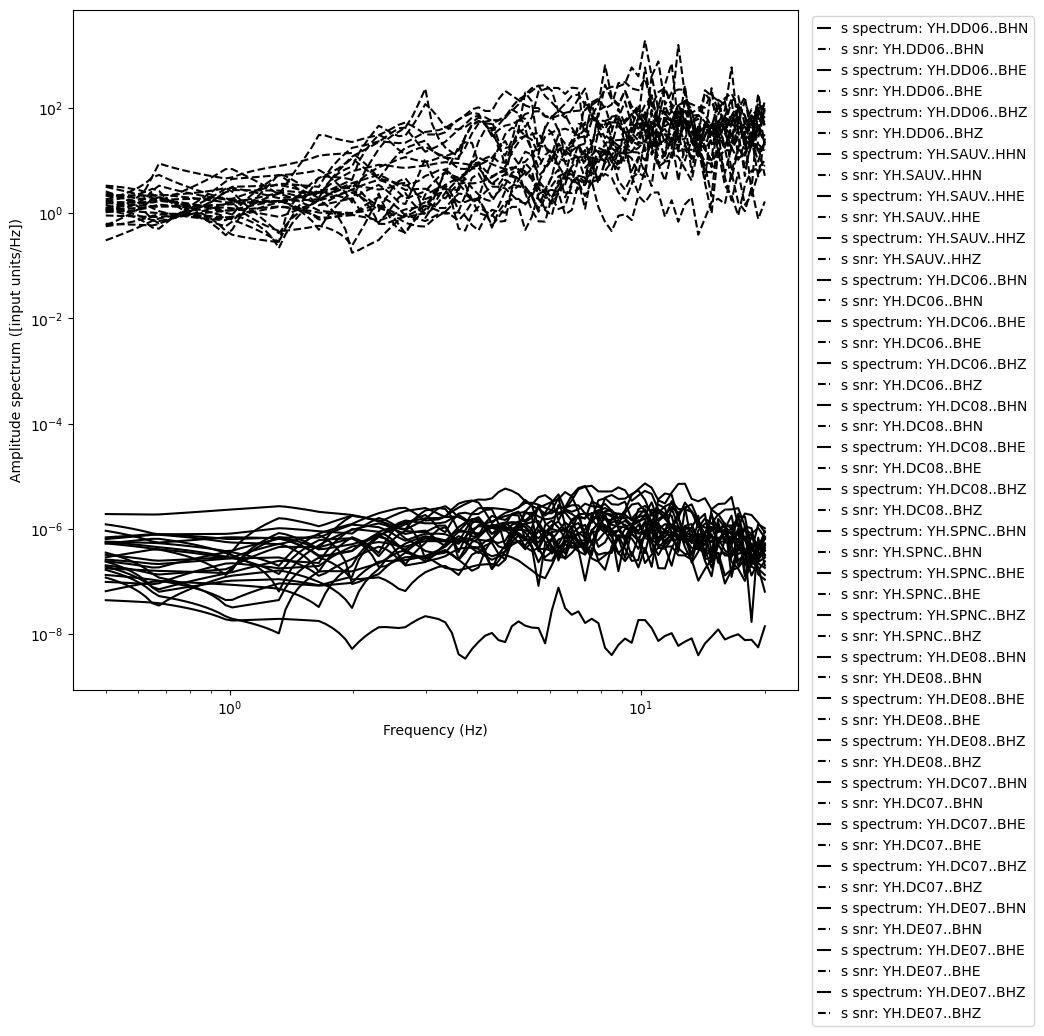 Amplitude spectrum ([input units/Hz])
10^2
10^0
10^−2
10^−4
10^−6
10^−8
10^0
10^1
Frequency (Hz)
s spectrum: YH.DD06..BHN
s snr: YH.DD06..BHN
s spectrum: YH.DD06..BHE
s snr: YH.DD06..BHE
s spectrum: YH.DD06..BHZ
s snr: YH.DD06..BHZ
s spectrum: YH.SAUV..HHN
s snr: YH.SAUV..HHN
s spectrum: YH.SAUV..HHE
s snr: YH.SAUV..HHE
s spectrum: YH.SAUV..HHZ
s snr: YH.SAUV..HHZ
s spectrum: YH.DC06..BHN
s snr: YH.DC06..BHN
s spectrum: YH.DC06..BHE
s snr: YH.DC06..BHE
s spectrum: YH.DC06..BHZ
s snr: YH.DC06..BHZ
s spectrum: YH.DC08..BHN
s snr: YH.DC08..BHN
s spectrum: YH.DC08..BHE
s snr: YH.DC08..BHE
s spectrum: YH.DC08..BHZ
s snr: YH.DC08..BHZ
s spectrum: YH.SPNC..BHN
s snr: YH.SPNC..BHN
s spectrum: YH.SPNC..BHE
s snr: YH.SPNC..BHE
s spectrum: YH.SPNC..BHZ
s snr: YH.SPNC..BHZ
s spectrum: YH.DE08..BHN
s snr: YH.DE08..BHN
s spectrum: YH.DE08..BHE
s snr: YH.DE08..BHE
s spectrum: YH.DE08..BHZ
s snr: YH.DE08..BHZ
s spectrum: YH.DC07..BHN
s snr: YH.DC07..BHN
s spectrum: YH.DC07..BHE
s snr: YH.DC07..BHE
s spectrum: YH.DC07..BHZ
s snr: YH.DC07..BHZ
s spectrum: YH.DE07..BHN
s snr: YH.DE07..BHN
s spectrum: YH.DE07..BHE
s snr: YH.DE07..BHE
s spectrum: YH.DE07..BHZ
s snr: YH.DE07..BHZ